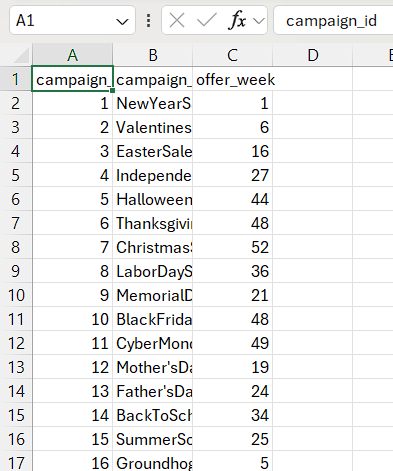 A1 fx campaign_id
A B C D E
1 campaign_ campaign_ offer_week
2 1 NewYearS 1
3 2 Valentines 6
4 3 EasterSale 16
5 4 Independe 27
6 5 Halloween 44
7 6 Thanksgivi 48
8 7 Christmas 52
9 8 LaborDayS 36
10 9 MemorialD 21
11 10 BlackFrida 48
12 11 CyberMon 49
13 12 Mother'sDa 19
14 13 Father'sDa 24
15 14 BackToSch 34
16 15 SummerSo 25
17 16 Groundhog 5